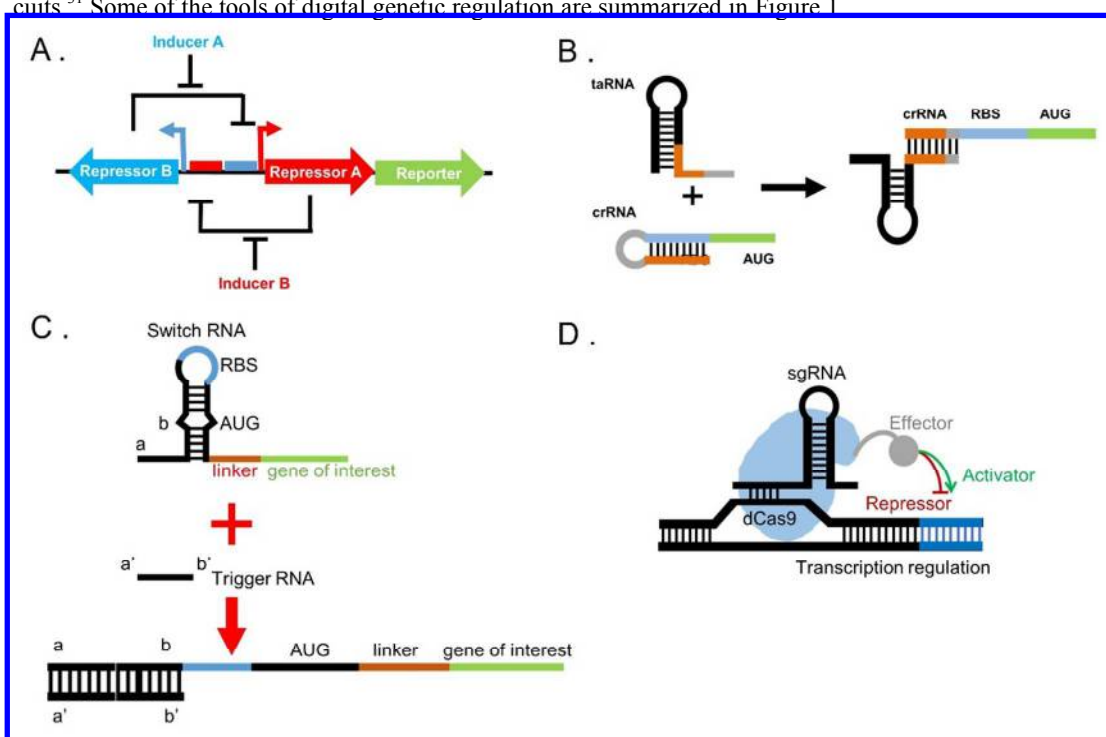 cuits.31 Some of the tools of digital genetic regulation are summarized in Figure 1
A .
Inducer A
Repressor B
Repressor A
Reporter
Inducer B
B .
taRNA
+
crRNA
AUG
crRNA RBS AUG
C .
Switch RNA
RBS
b
AUG
a
linker gene of interest
+
a' b' Trigger RNA
a b AUG linker gene of interest
a' b'
D .
sgRNA
Effector
Activator
Repressor
dCas9
Transcription regulation